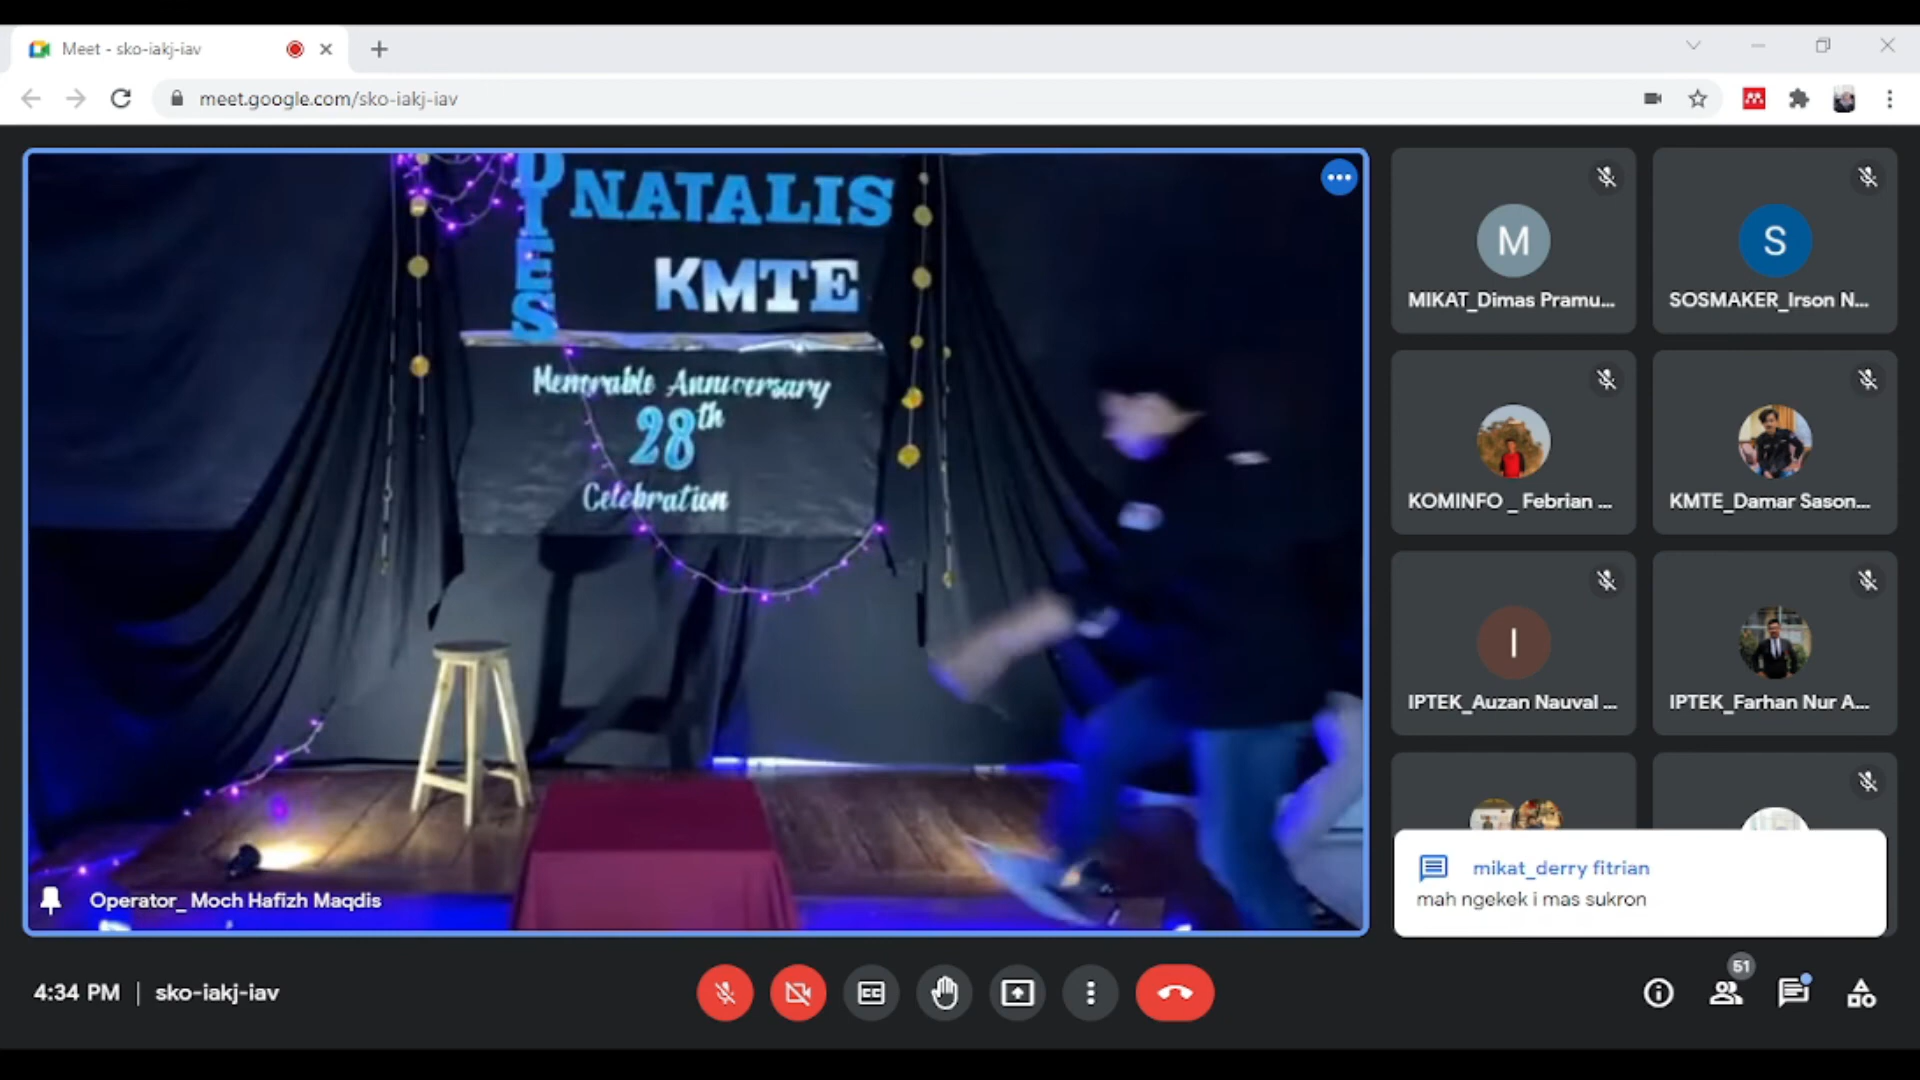 Meet - sko-iakj-iav
meet.google.com/sko-iakj-iav
DIES
NATALIS
KMTE
Memorable Anniversary
28th
Celebration
Operator_ Moch Hafizh Maqdis
M
MIKAT_Dimas Pramu...
S
SOSMAKER_Irson N...
KOMINFO _ Febrian ...
KMTE_Damar Sason...
I
IPTEK_Auzan Nauval ...
IPTEK_Farhan Nur A...
mikat_derry fitrian
mah ngekek i mas sukron
4:34 PM | sko-iakj-iav
CC
51